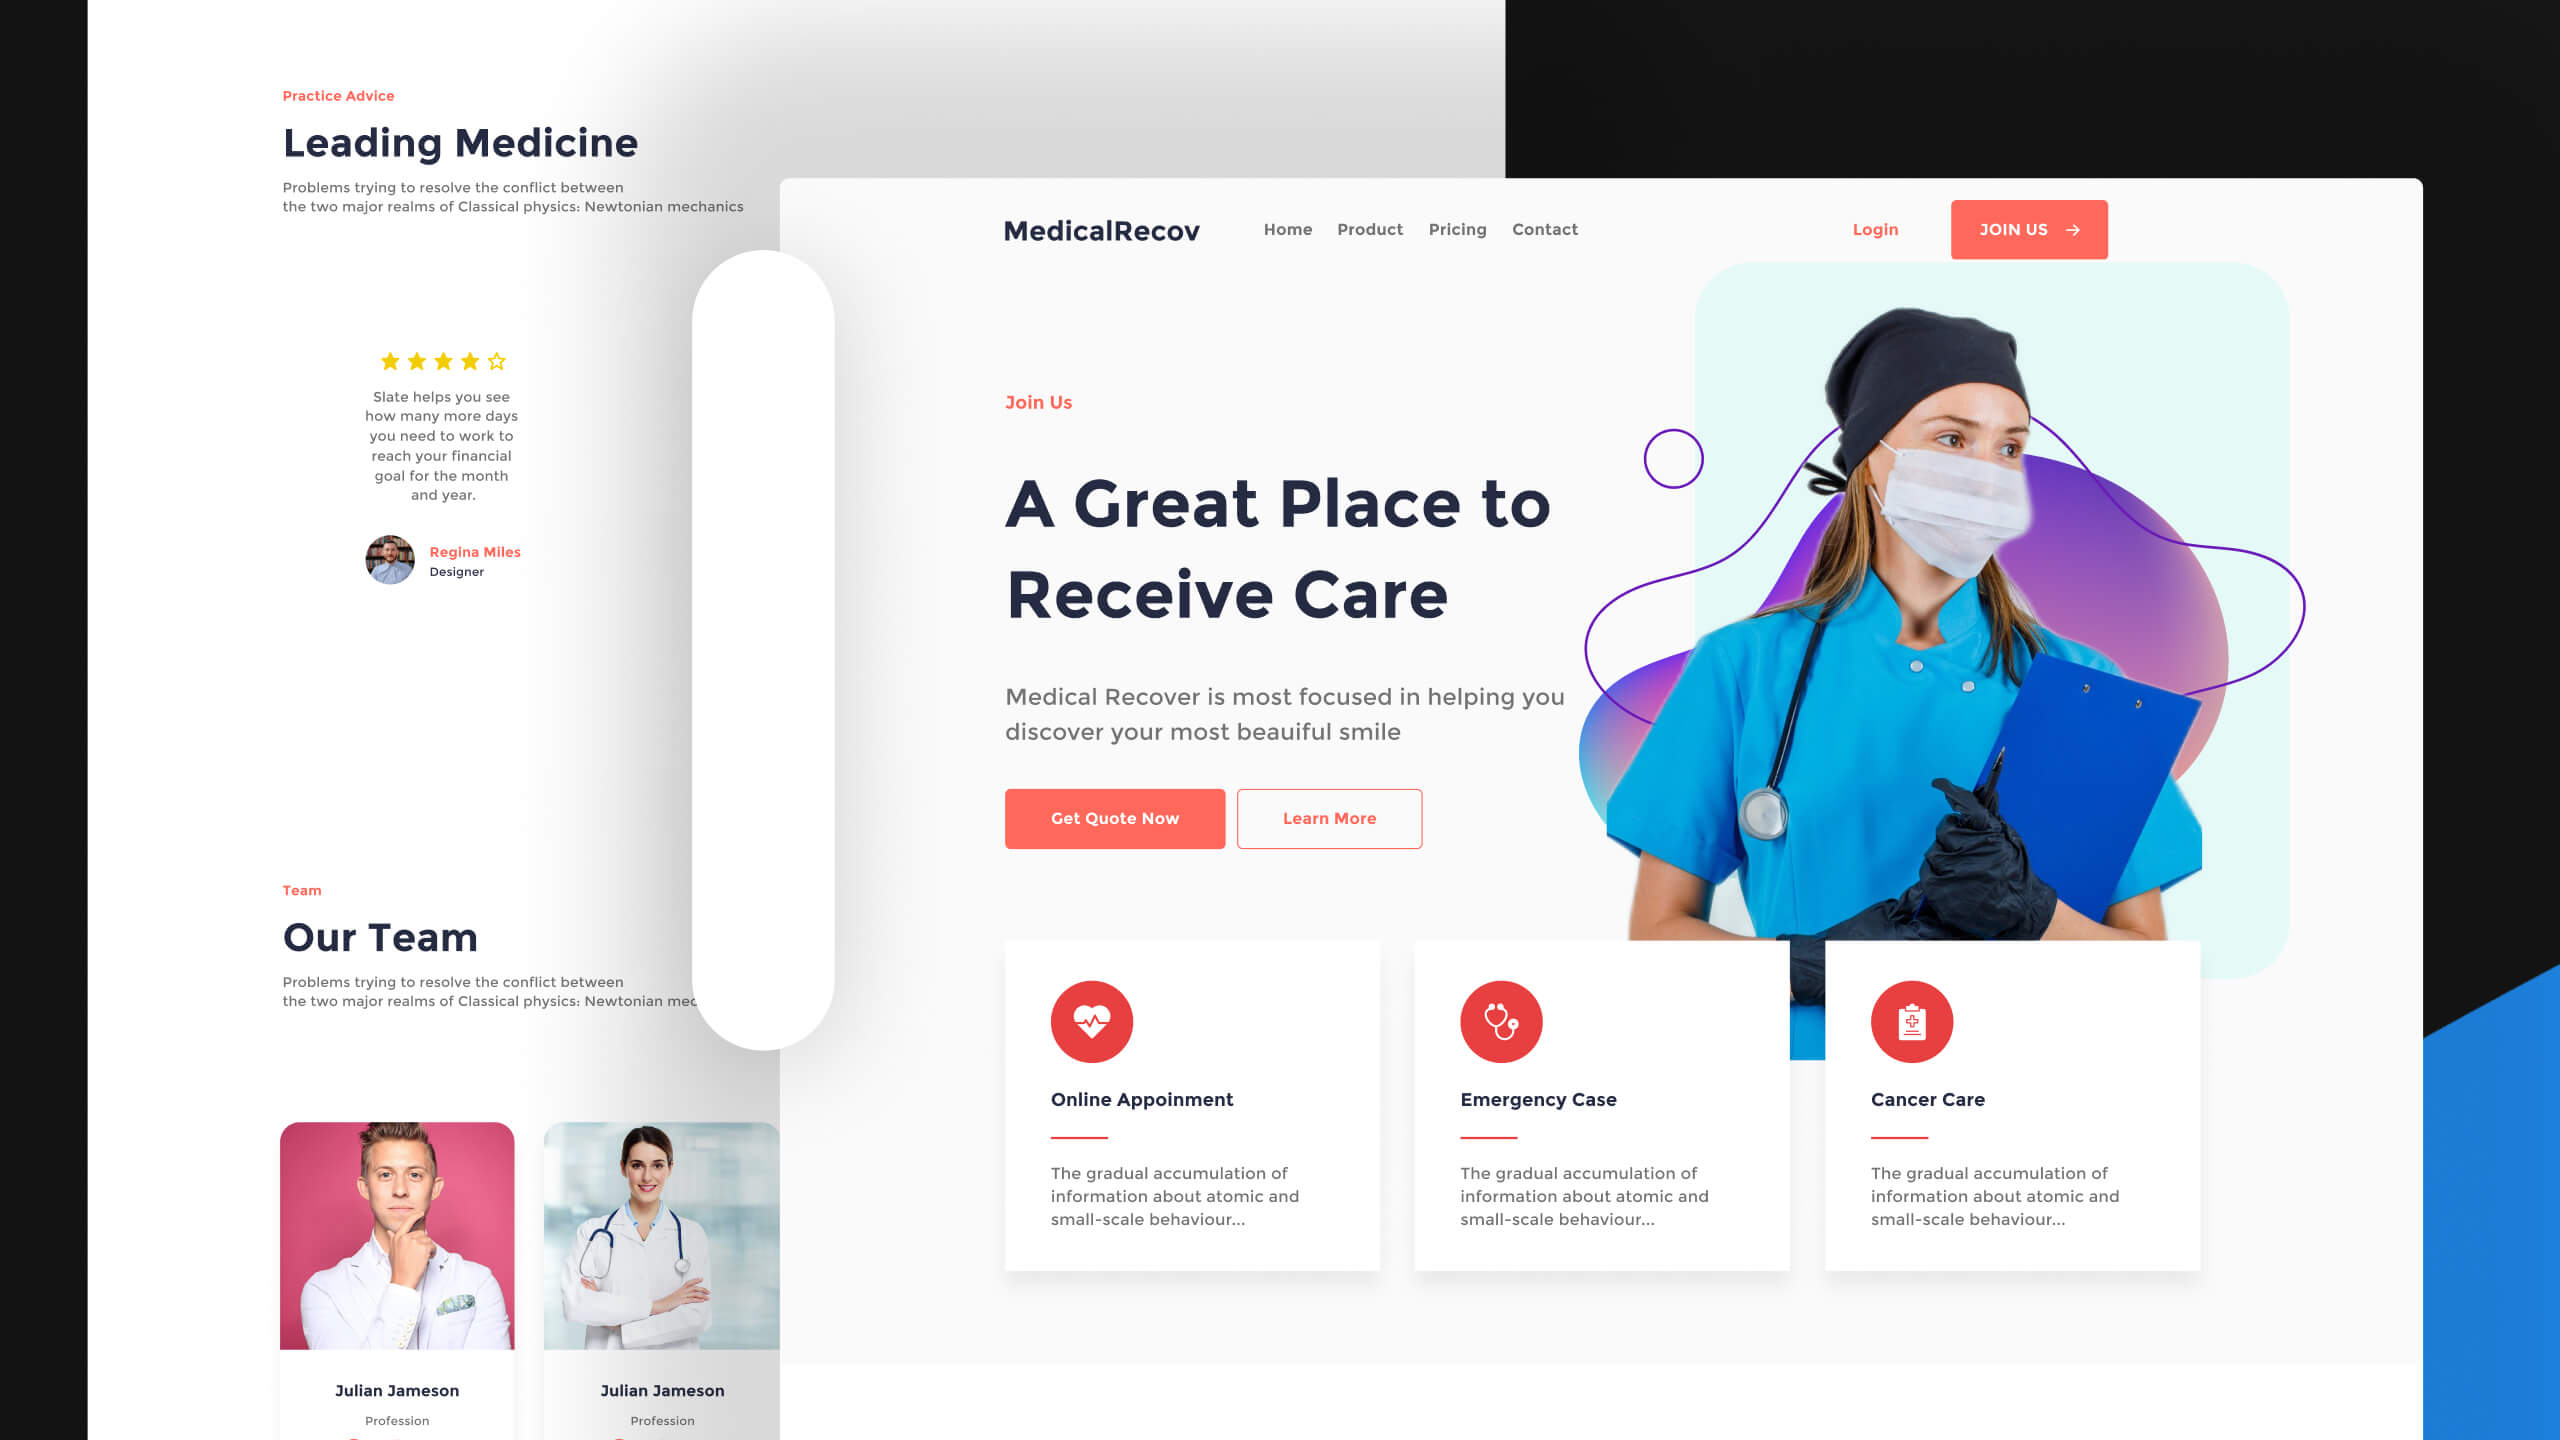 Practice Advice
Leading Medicine
Problems trying to resolve the conflict between
the two major realms of Classical physics: Newtonian mechanics
Slate helps you see
how many more days
you need to work to
reach your financial
goal for the month
and year.
Regina Miles
Designer
Team
Our Team
Problems trying to resolve the conflict between
the two major realms of Classical physics: Newtonian
Julian Jameson
Profession
Julian Jameson
Profession
MedicalRecov
Home Product Pricing Contact
Login
JOIN US
Join Us
A Great Place to
Receive Care
Medical Recover is most focused in helping you
discover your most beauiful smile
Get Quote Now
Learn More
Online Appoinment
The gradual accumulation of
information about atomic and
small-scale behaviour...
Emergency Case
The gradual accumulation of
information about atomic and
small-scale behaviour...
Cancer Care
The gradual accumulation of
information about atomic and
small-scale behaviour...